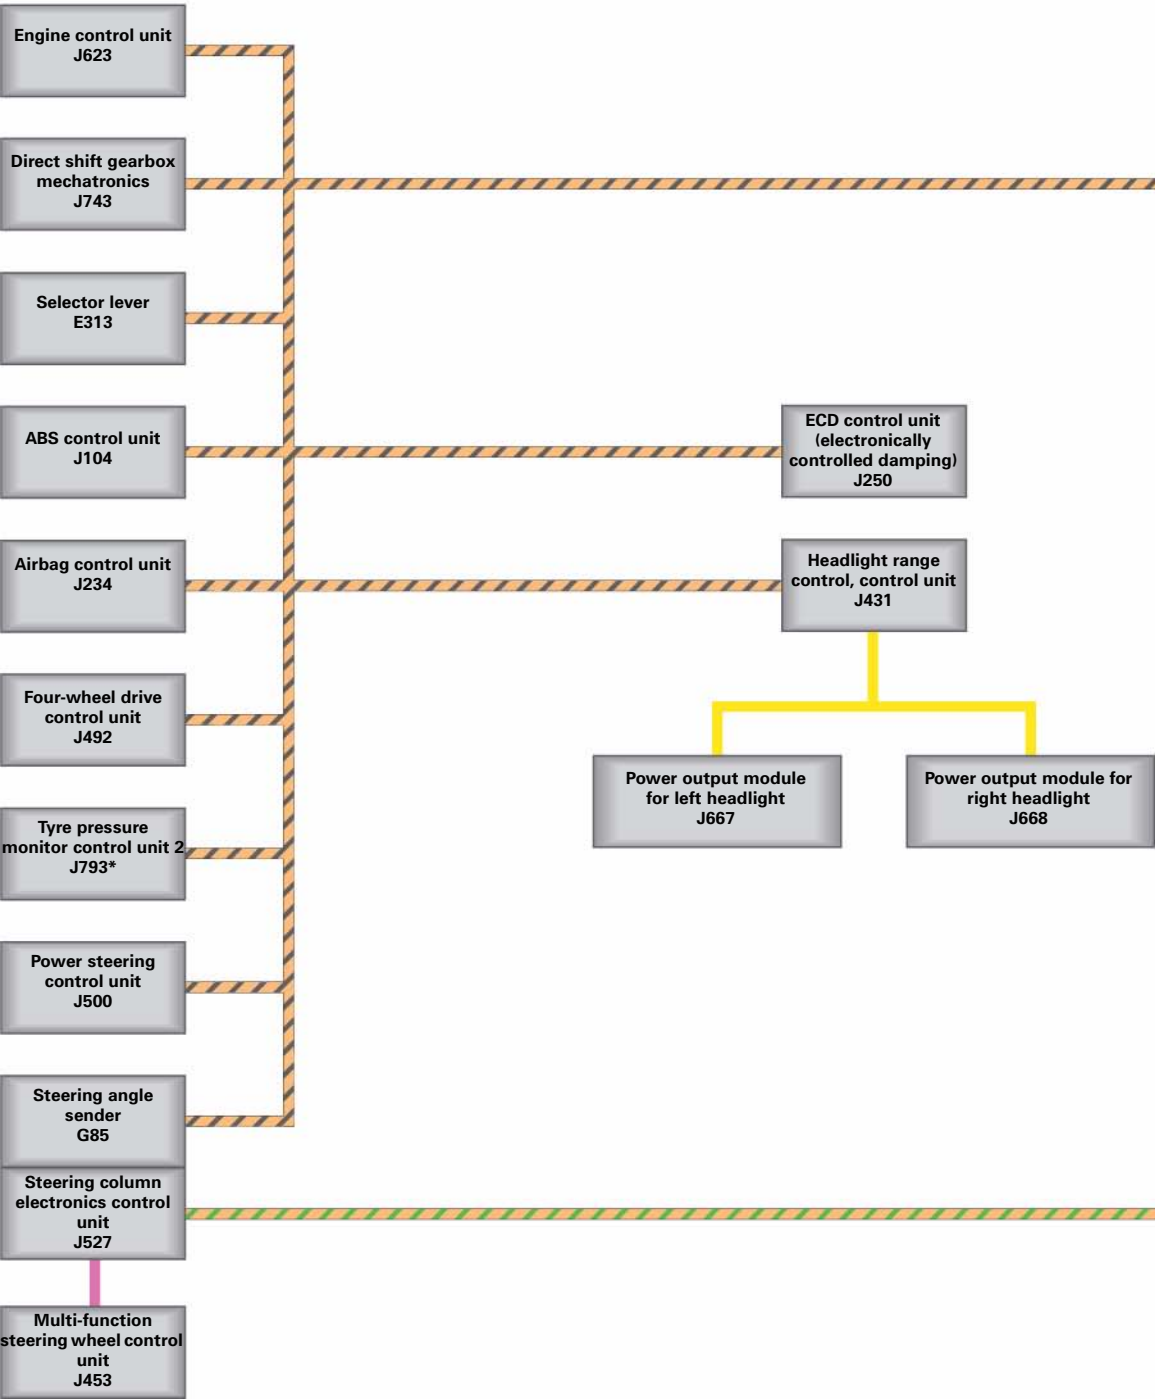 Engine control unit
J623
Direct shift gearbox
mechatronics
J743
Selector lever
E313
ABS control unit
J104
ECD control unit
(electronically
controlled damping)
J250
Airbag control unit
J234
Headlight range
control, control unit
J431
Four-wheel drive
control unit
J492
Power output module
for left headlight
J667
Power output module for
right headlight
J668
Tyre pressure
monitor control unit 2
J793*
Power steering
control unit
J500
Steering angle
sender
G85
Steering column
electronics control
unit
J527
Multi-function
steering wheel control
unit
J453